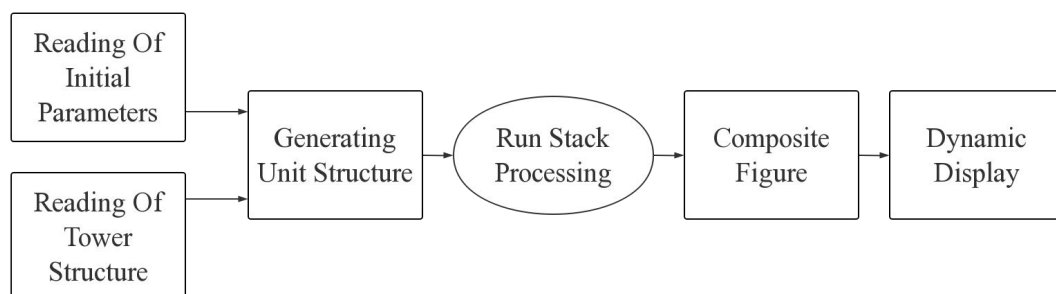 Reading Of
Initial
Parameters
Reading Of
Tower
Structure
Generating
Unit Structure
Run Stack
Processing
Composite
Figure
Dynamic
Display